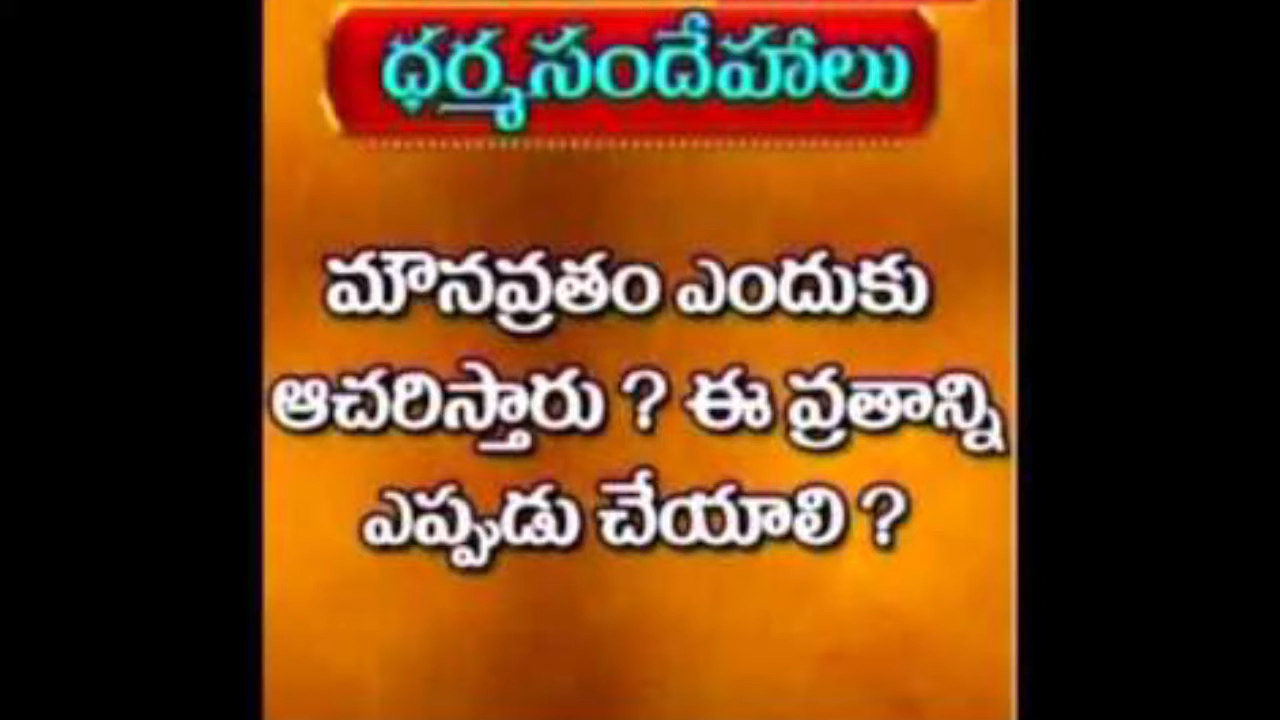 ధర్మసందేహాలు
మౌనవ్రతం ఎందుకు
ఆచరిస్తారు ? ఈ వ్రతాన్ని
ఎప్పుడు చేయాలి ?